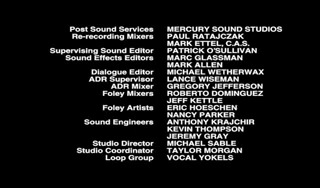 Post Sound Services MERCURY SOUND STUDIOS
Re-recording Mixers PAUL RATAJCZAK
MARK ETTEL, C.A.S.
Supervising Sound Editor PATRICK O'SULLIVAN
Sound Effects Editors MARC GLASSMAN
MARK ALLEN
Dialogue Editor MICHAEL WETHERWAX
ADR Supervisor LANCE WISEMAN
ADR Mixer GREGORY JEFFERSON
Foley Mixers ROBERTO DOMINGUEZ
JEFF KETTLE
Foley Artists ERIC HOESCHEN
NANCY PARKER
Sound Engineers ANTHONY KRAJCHIR
KEVIN THOMPSON
JEREMY GRAY
Studio Director MICHAEL SABLE
Studio Coordinator TAYLOR MORGAN
Loop Group VOCAL YOKELS